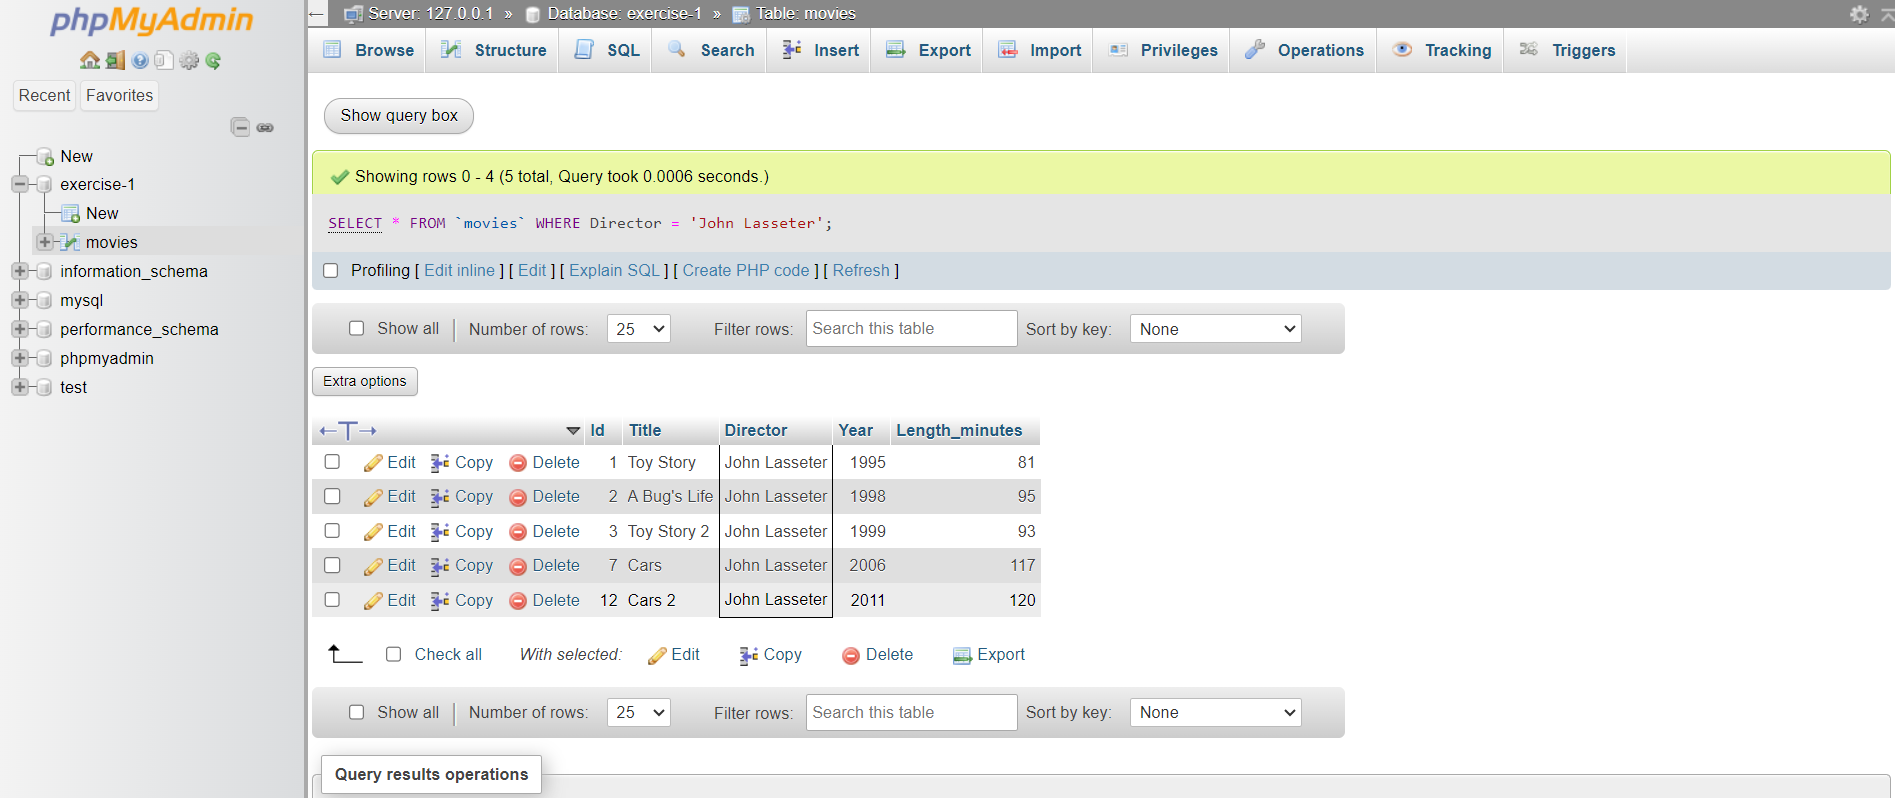 phpMyAdmin
Recent Favorites
New
exercise-1
New
movies
information_schema
mysql
performance_schema
phpmyadmin
test
Server: 127.0.0.1 » Database: exercise-1 » Table: movies
Browse Structure SQL Search Insert Export Import Privileges Operations Tracking Triggers
Show query box
Showing rows 0 - 4 (5 total, Query took 0.0006 seconds.)
SELECT * FROM `movies` WHERE Director = 'John Lasseter';
Profiling [ Edit inline ] [ Edit ] [ Explain SQL ] [ Create PHP code ] [ Refresh ]
Show all Number of rows: 25 Filter rows: Search this table Sort by key: None
Extra options
←T→ Id Title Director Year Length_minutes
Edit Copy Delete 1 Toy Story John Lasseter 1995 81
Edit Copy Delete 2 A Bug's Life John Lasseter 1998 95
Edit Copy Delete 3 Toy Story 2 John Lasseter 1999 93
Edit Copy Delete 7 Cars John Lasseter 2006 117
Edit Copy Delete 12 Cars 2 John Lasseter 2011 120
Check all With selected: Edit Copy Delete Export
Show all Number of rows: 25 Filter rows: Search this table Sort by key: None
Query results operations